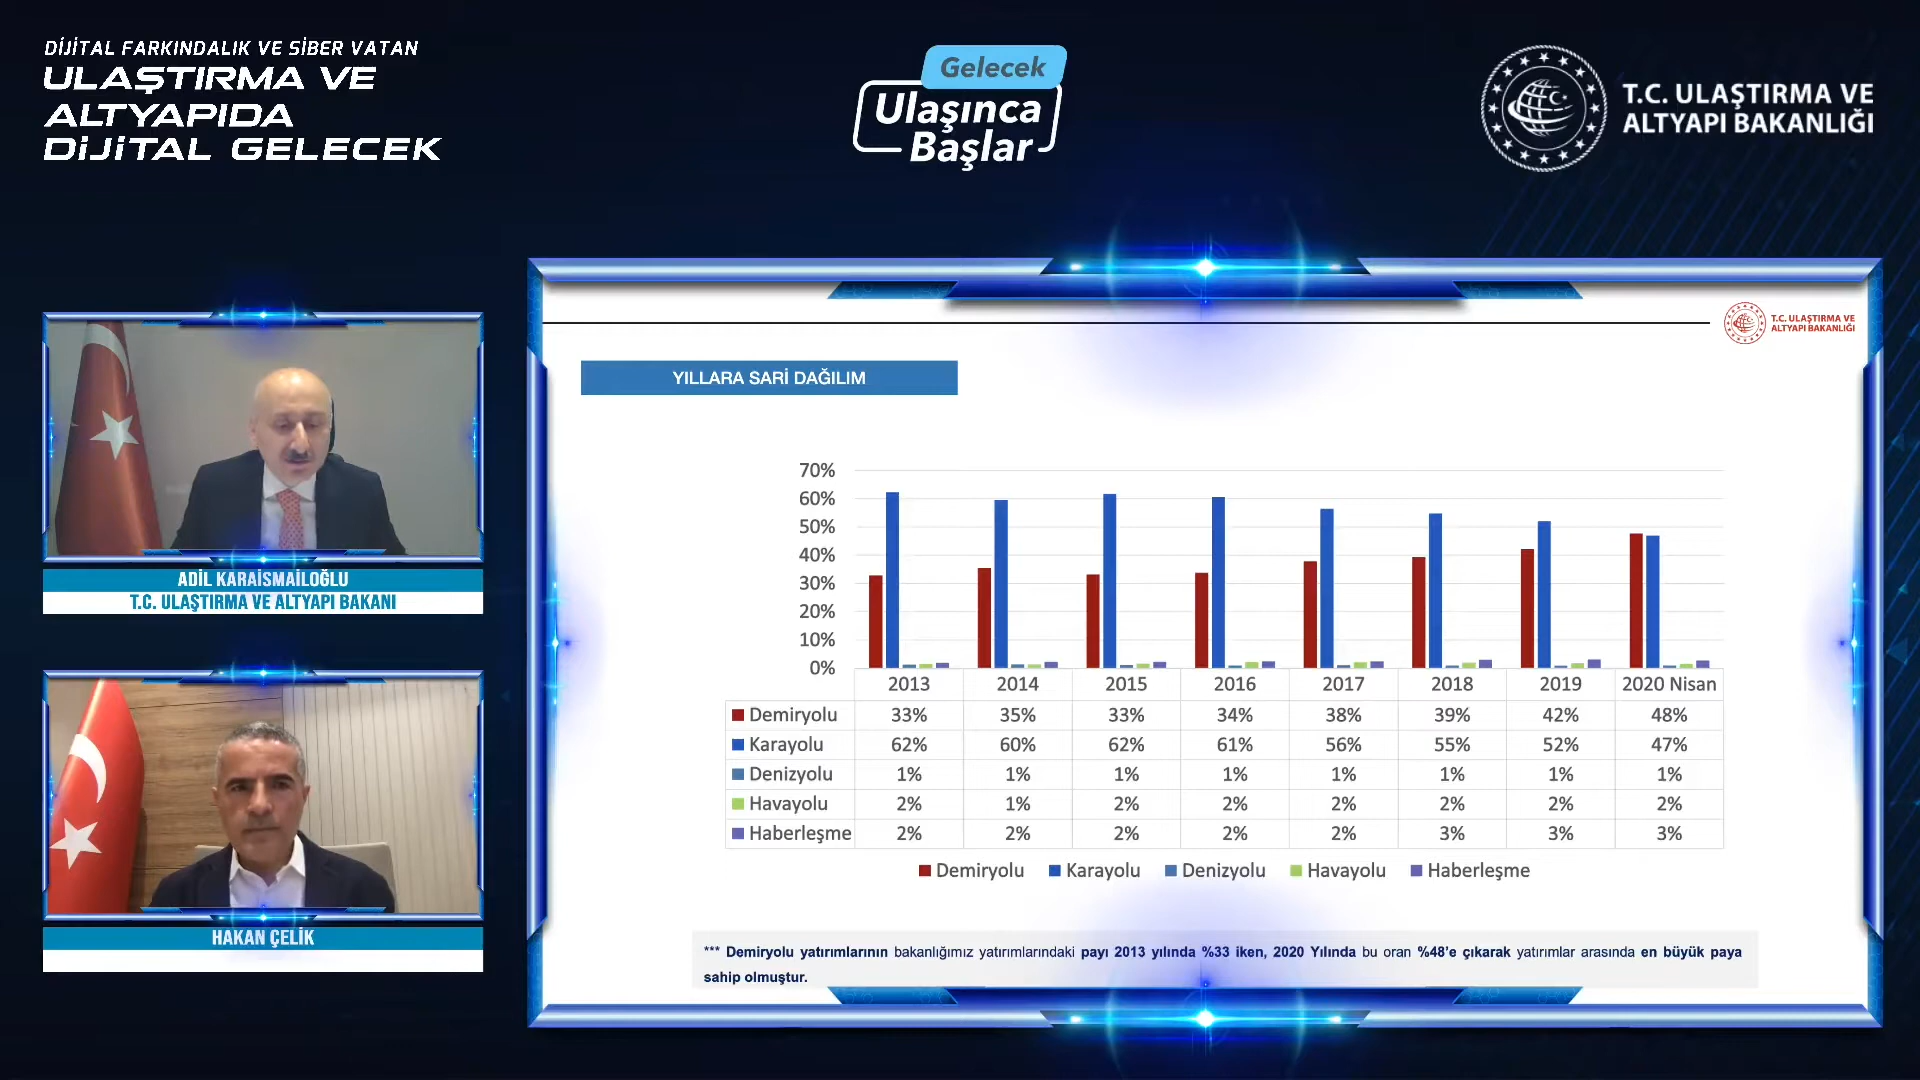 DİJİTAL FARKINDALIK VE SİBER VATAN
ULAŞTIRMA VE
ALTYAPIDA
DİJİTAL GELECEK
Gelecek
Ulaşınca
Başlar
T.C. ULAŞTIRMA VE
ALTYAPI BAKANLIĞI
ADİL KARAİSMAİLOĞLU
T.C. ULAŞTIRMA VE ALTYAPI BAKANI
HAKAN ÇELİK
T.C. ULAŞTIRMA VE
ALTYAPI BAKANLIĞI
YILLARA SARİ DAĞILIM
70%
60%
50%
40%
30%
20%
10%
0%
2013 2014 2015 2016 2017 2018 2019 2020 Nisan
Demiryolu 33% 35% 33% 34% 38% 39% 42% 48%
Karayolu 62% 60% 62% 61% 56% 55% 52% 47%
Denizyolu 1% 1% 1% 1% 1% 1% 1% 1%
Havayolu 2% 1% 2% 2% 2% 2% 2% 2%
Haberleşme 2% 2% 2% 2% 2% 3% 3% 3%
Demiryolu Karayolu Denizyolu Havayolu Haberleşme
*** Demiryolu yatırımlarının bakanlığımız yatırımlarındaki payı 2013 yılında %33 iken, 2020 Yılında bu oran %48'e çıkarak yatırımlar arasında en büyük paya
sahip olmuştur.